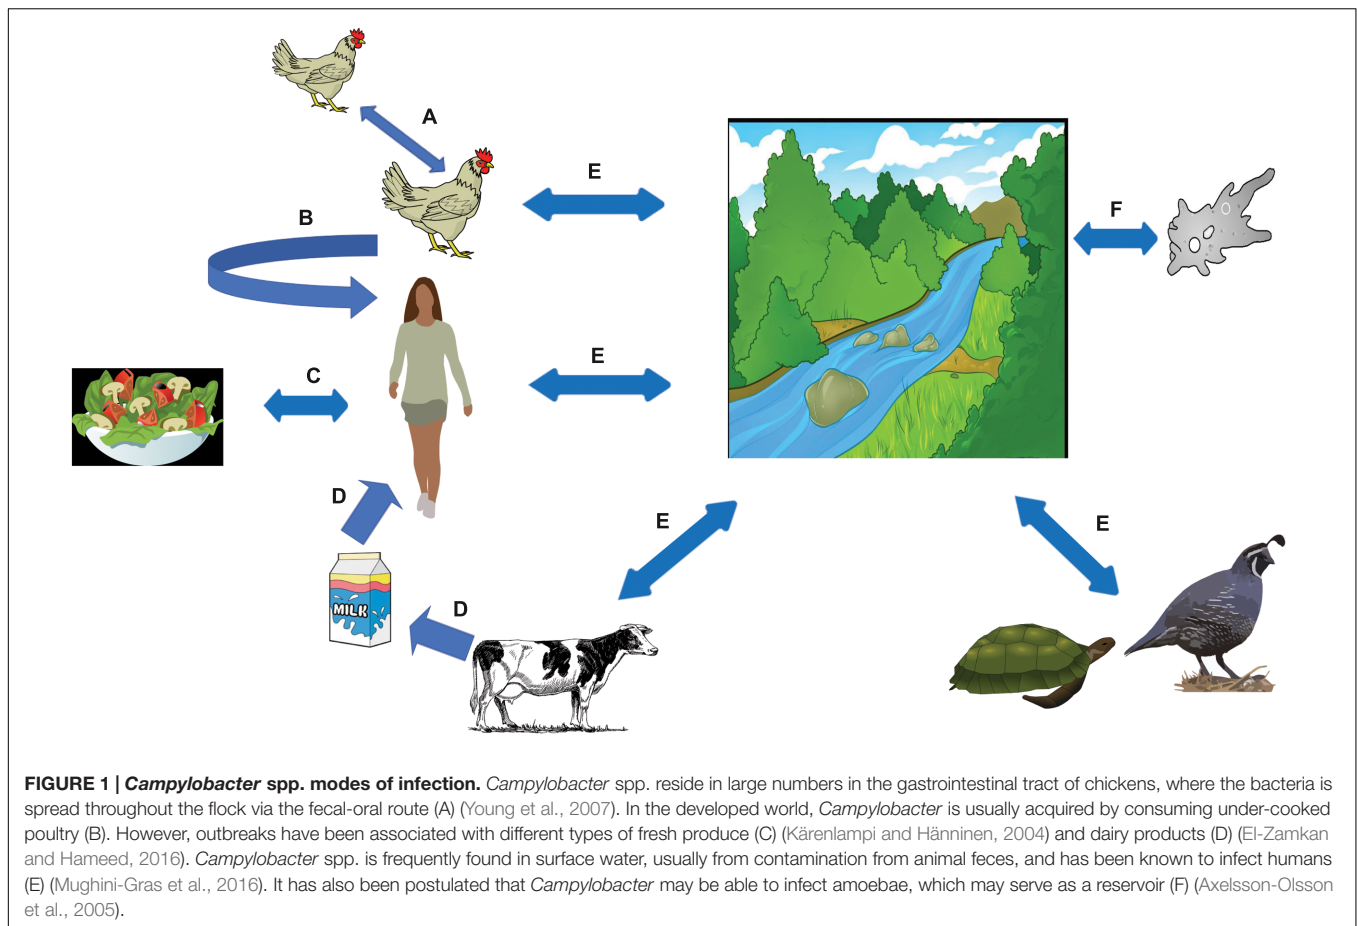 A
E
B
F
E
C
D
E
E
D
MILK
FIGURE 1 | Campylobacter spp. modes of infection. Campylobacter spp. reside in large numbers in the gastrointestinal tract of chickens, where the bacteria is
spread throughout the flock via the fecal-oral route (A) (Young et al., 2007). In the developed world, Campylobacter is usually acquired by consuming under-cooked
poultry (B). However, outbreaks have been associated with different types of fresh produce (C) (Kärenlampi and Hänninen, 2004) and dairy products (D) (El-Zamkan
and Hameed, 2016). Campylobacter spp. is frequently found in surface water, usually from contamination from animal feces, and has been known to infect humans
(E) (Mughini-Gras et al., 2016). It has also been postulated that Campylobacter may be able to infect amoebae, which may serve as a reservoir (F) (Axelsson-Olsson
et al., 2005).